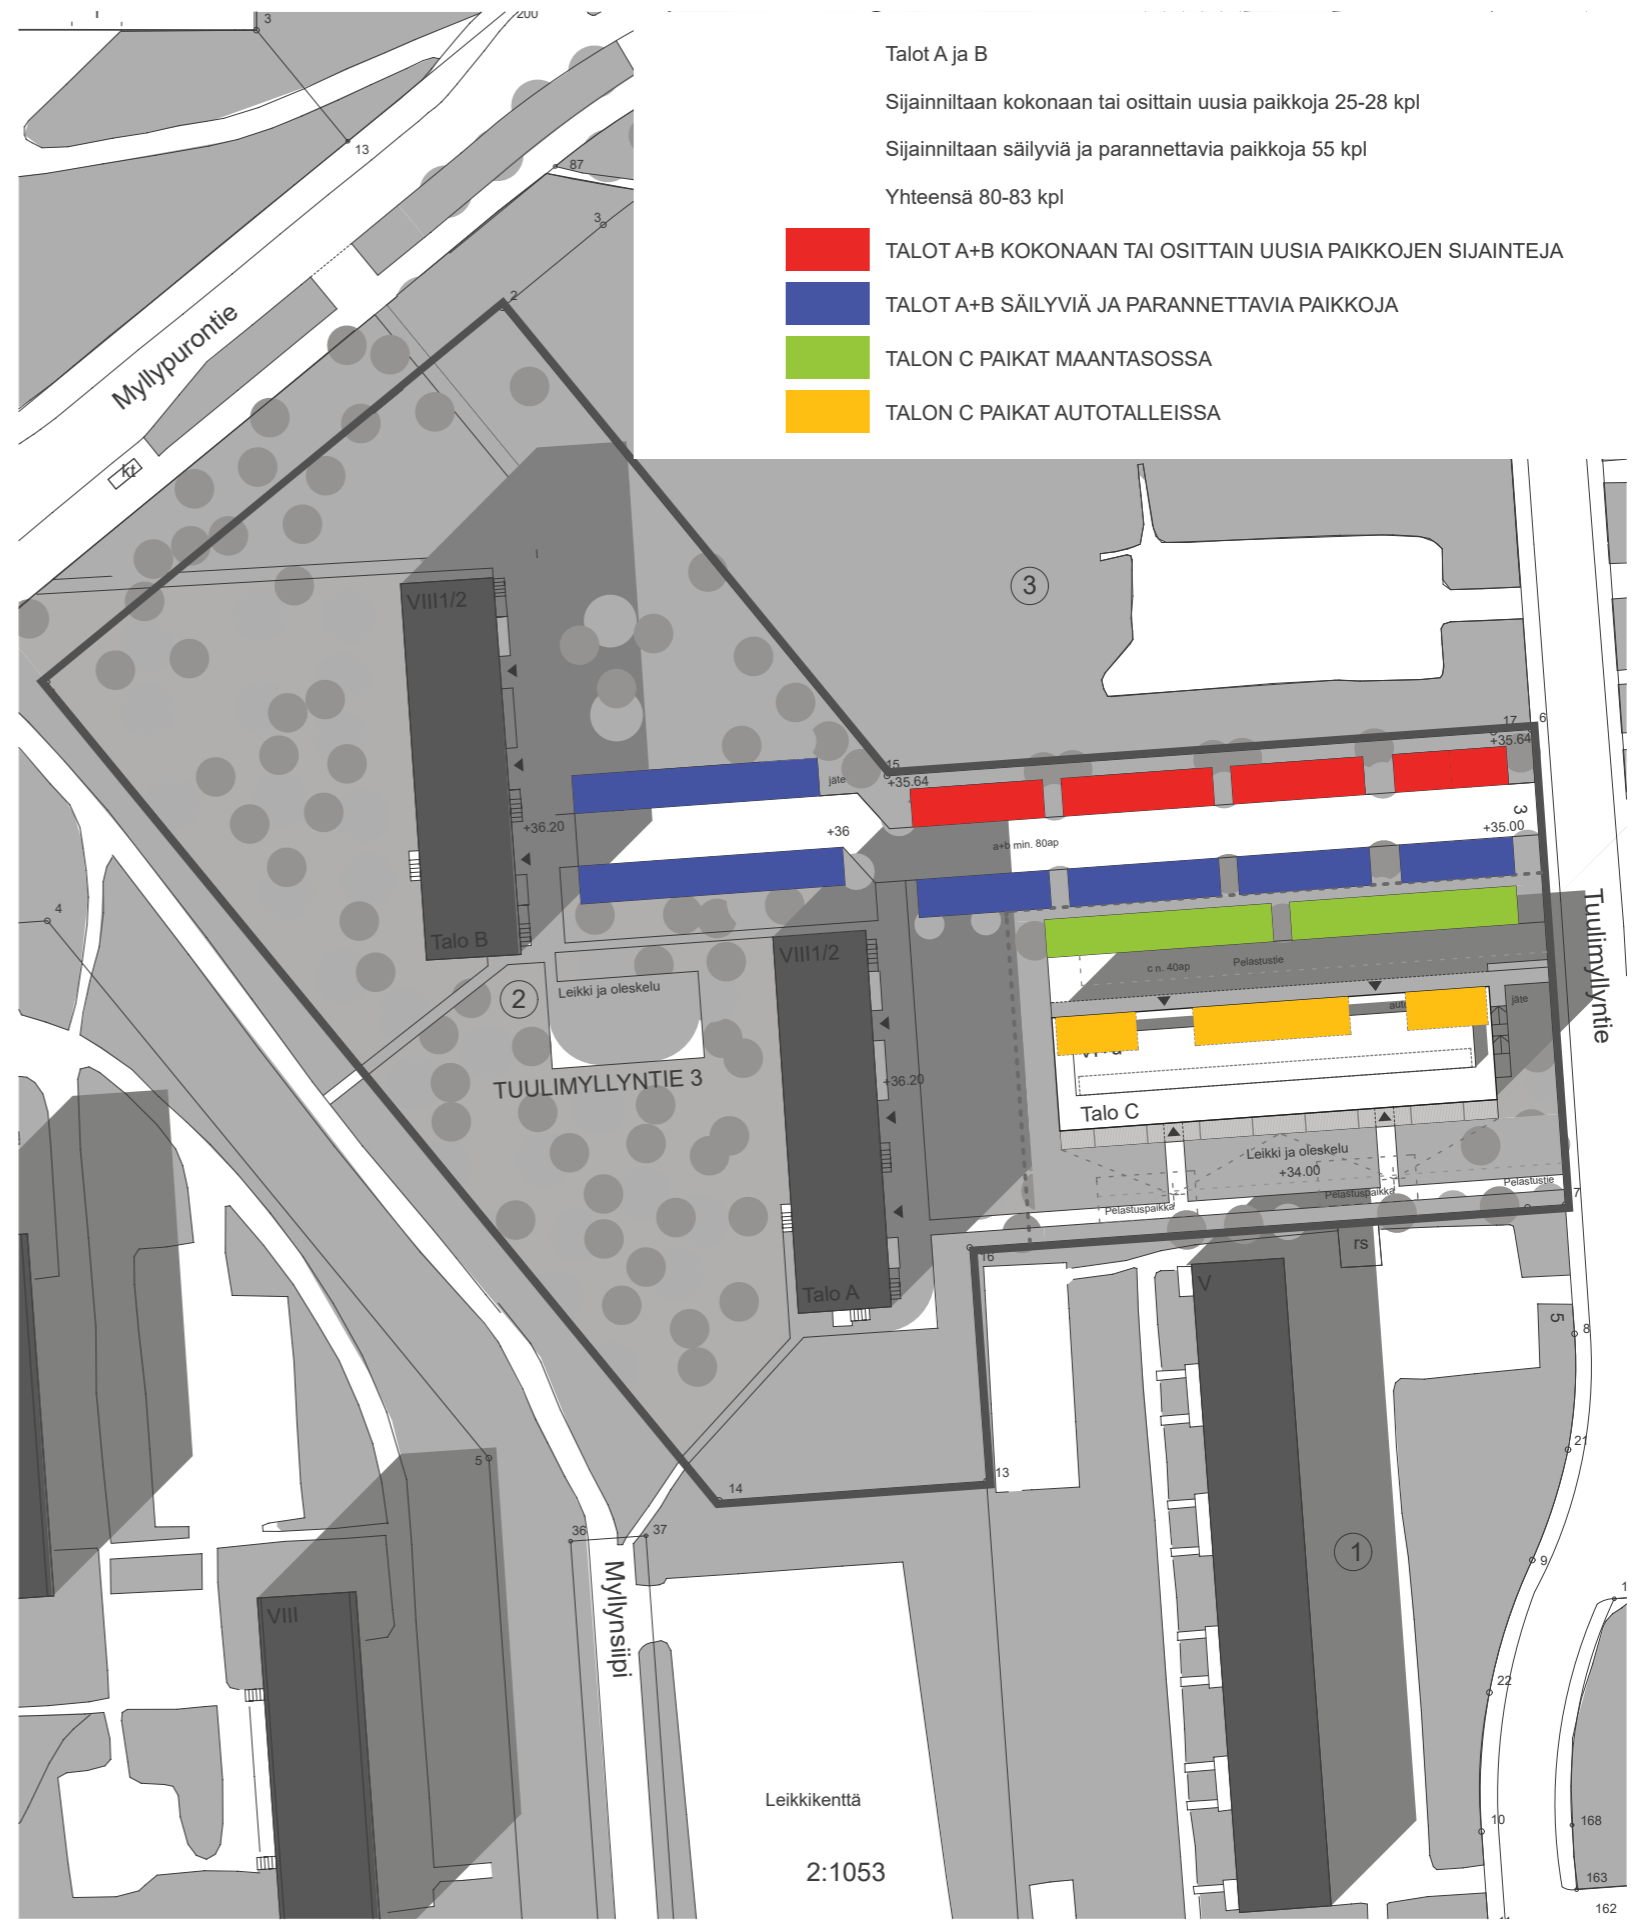 3
200
13
87
3
2
Talot A ja B
Sijainniltaan kokonaan tai osittain uusia paikkoja 25-28 kpl
Sijainniltaan säilyviä ja parannettavia paikkoja 55 kpl
Yhteensä 80-83 kpl
TALOT A+B KOKONAAN TAI OSITTAIN UUSIA PAIKKOJEN SIJAINTEJA
TALOT A+B SÄILYVIÄ JA PARANNETTAVIA PAIKKOJA
TALON C PAIKAT MAANTASOSSA
TALON C PAIKAT AUTOTALLEISSA
Myllypurontie
kt
3
VIII1/2
17
6
+35.64
15
+35.64
jäte
3
+36.20
+36
+35.00
a+b min. 80ap
4
Talo B
VIII1/2
Tuulimyllyntie
c n. 40ap
Pelastustie
2
Leikki ja oleskelu
jäte
TUULIMYLLYNTIE 3
+36.20
Talo C
Leikki ja oleskelu
+34.00
Pelastuspaikka
Pelastuspaikka
Pelastustie
7
16
rs
V
Talo A
5
8
5
13
14
21
36
37
1
9
Myllynsiipi
VIII
1
22
Leikkikenttä
10
168
2:1053
163
162